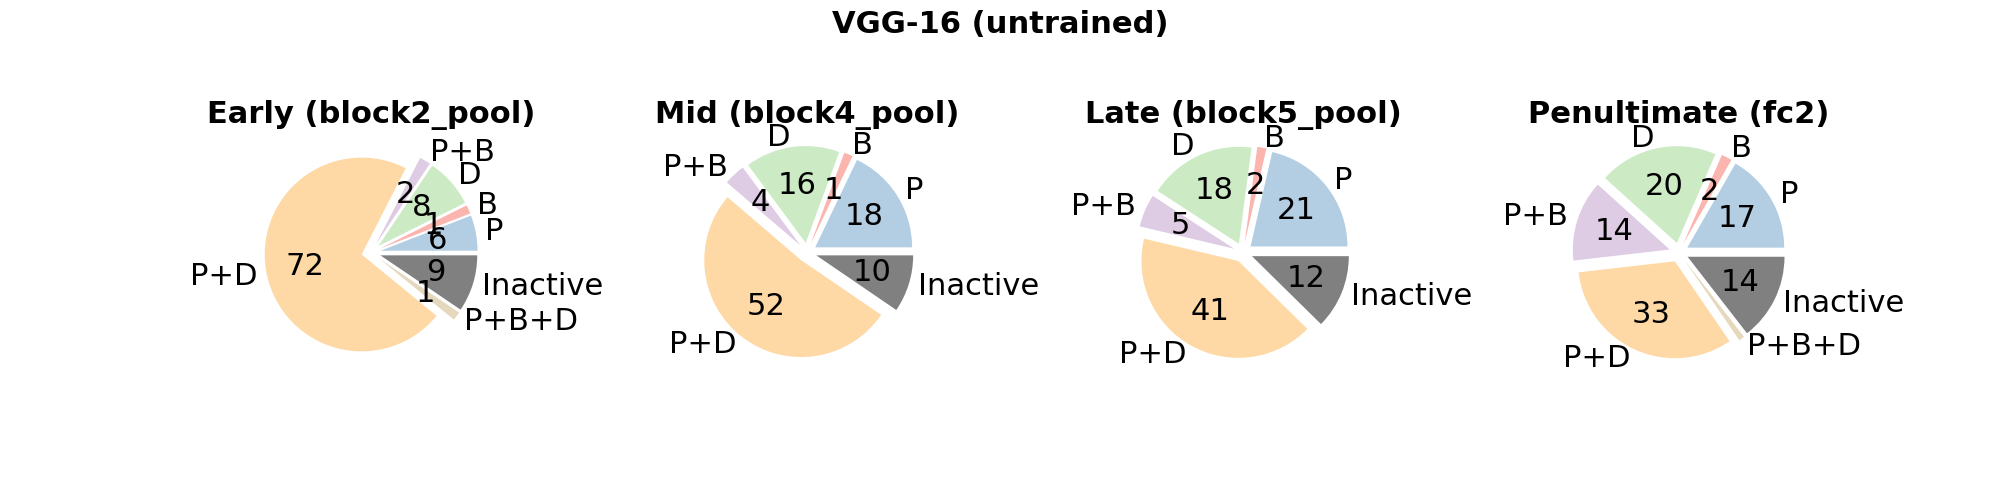 VGG-16 (untrained)
Early (block2_pool)
P+B
D
B
P
2
8
1
6
72
P+D
9
1
Inactive
P+B+D
Mid (block4_pool)
D
B
P+B
P
16
1
4
18
10
Inactive
52
P+D
Late (block5_pool)
D
B
P
P+B
18
2
21
5
12
Inactive
41
P+D
Penultimate (fc2)
D
B
P
P+B
20
2
17
14
14
Inactive
33
P+D
P+B+D